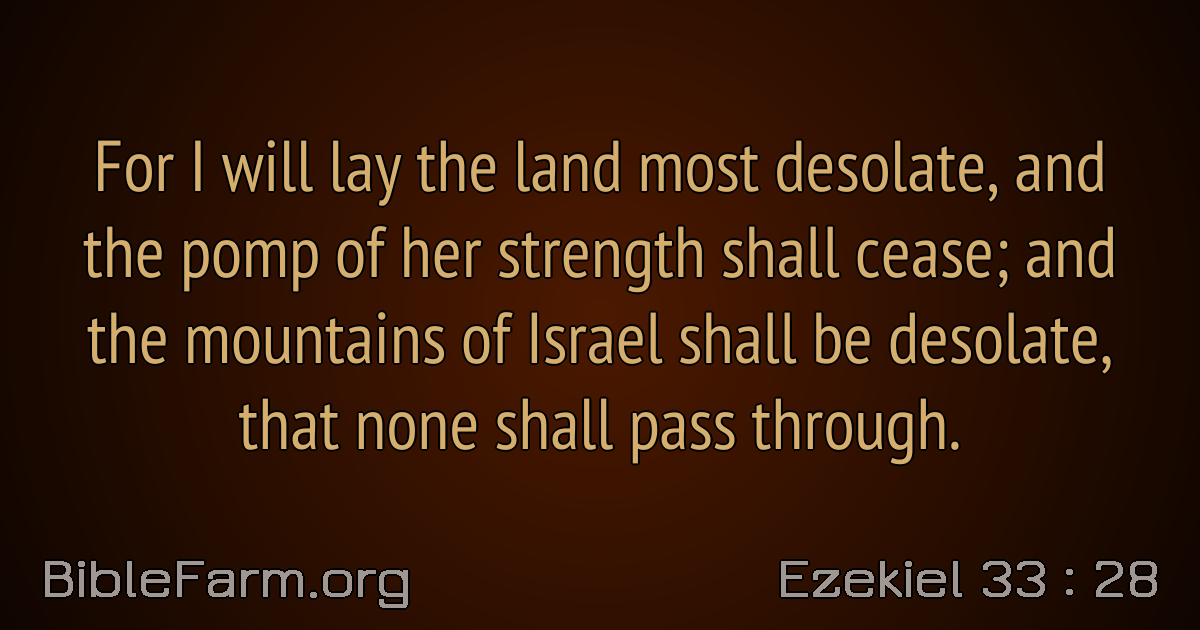 For I will lay the land most desolate, and
the pomp of her strength shall cease; and
the mountains of Israel shall be desolate,
that none shall pass through.
BibleFarm.org
Ezekiel 33 : 28